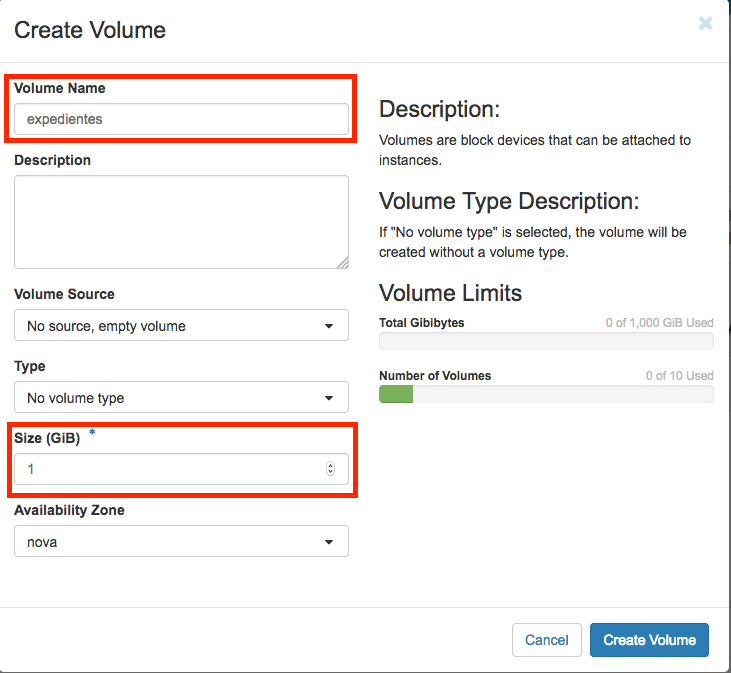 Create Volume
×
Volume Name
expedientes
Description
Volume Source
No source, empty volume
Type
No volume type
Size (GiB) *
1
Availability Zone
nova
Description:
Volumes are block devices that can be attached to
instances.
Volume Type Description:
If "No volume type" is selected, the volume will be
created without a volume type.
Volume Limits
Total Gibibytes 0 of 1,000 GiB Used
Number of Volumes 0 of 10 Used
Cancel Create Volume